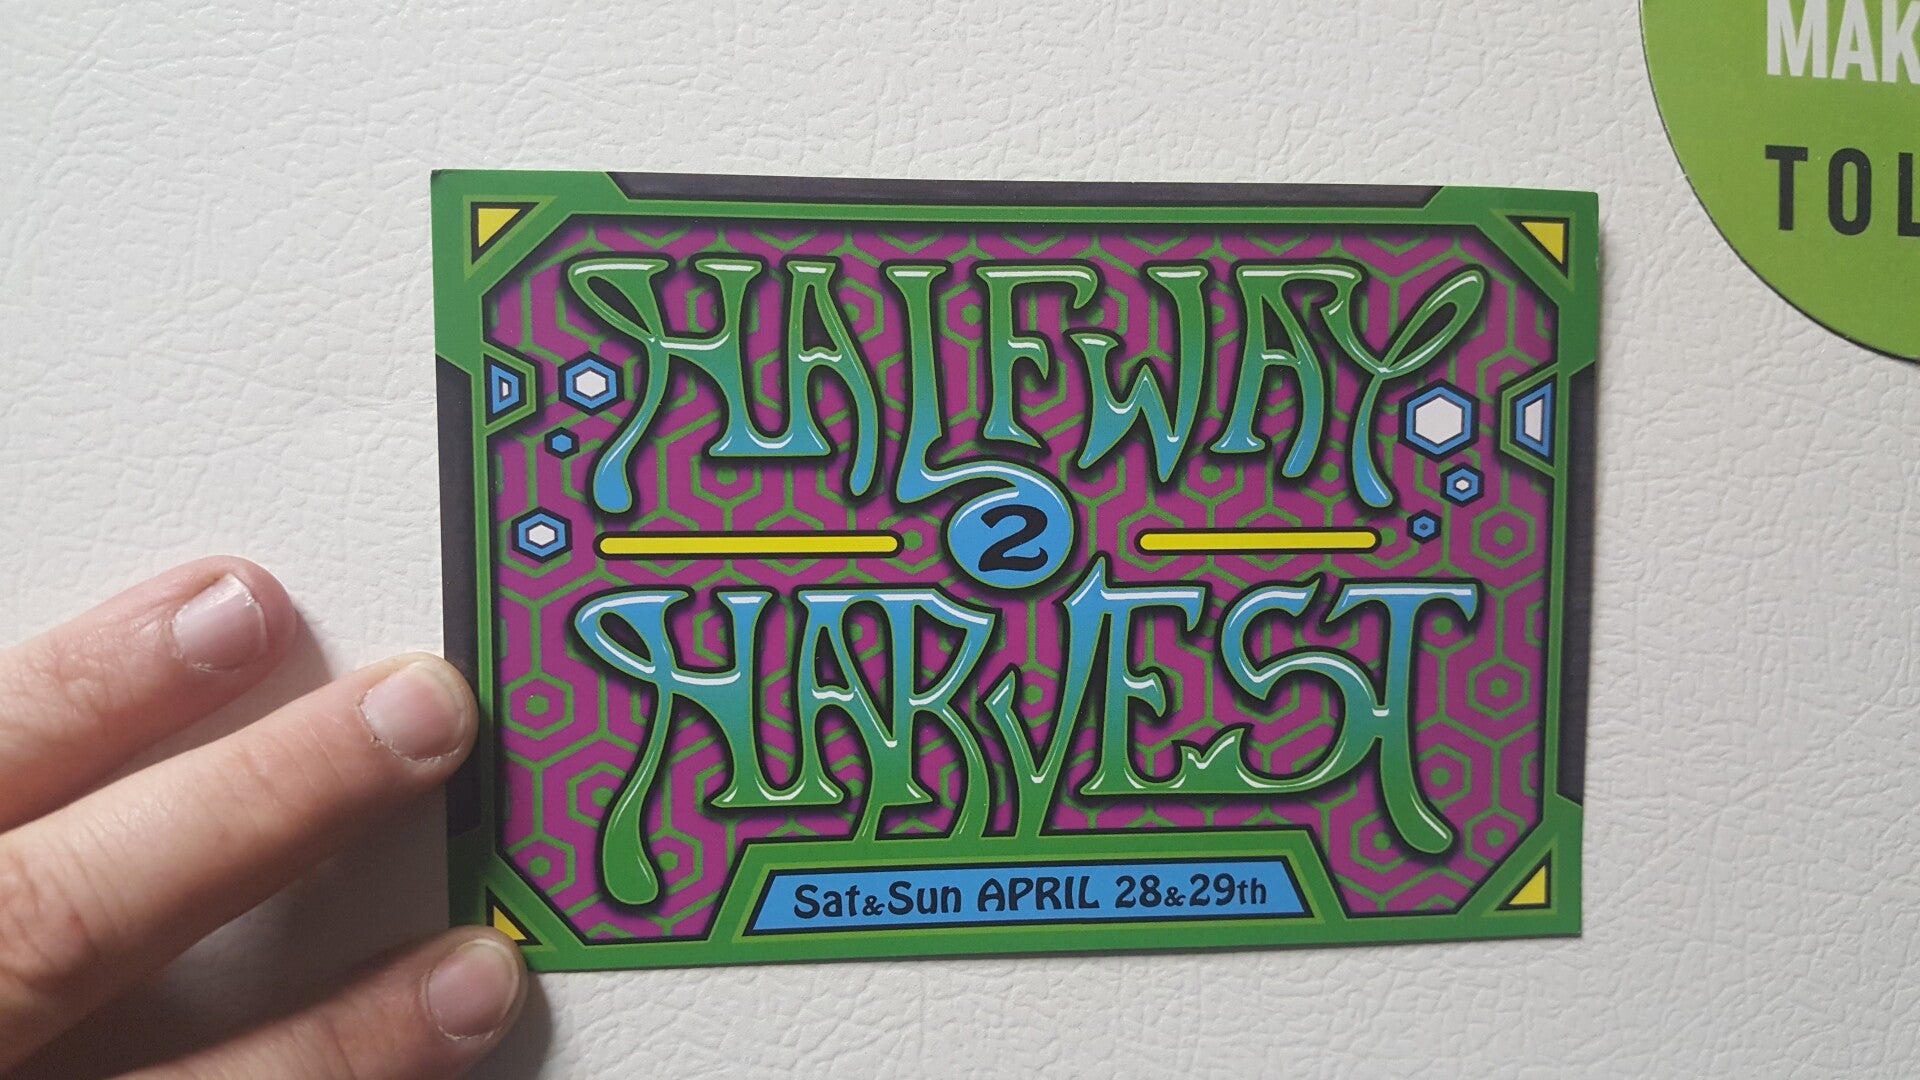 MAK
TOL
HALFWAY
2
HARVEST
Sat&Sun APRIL 28&29th